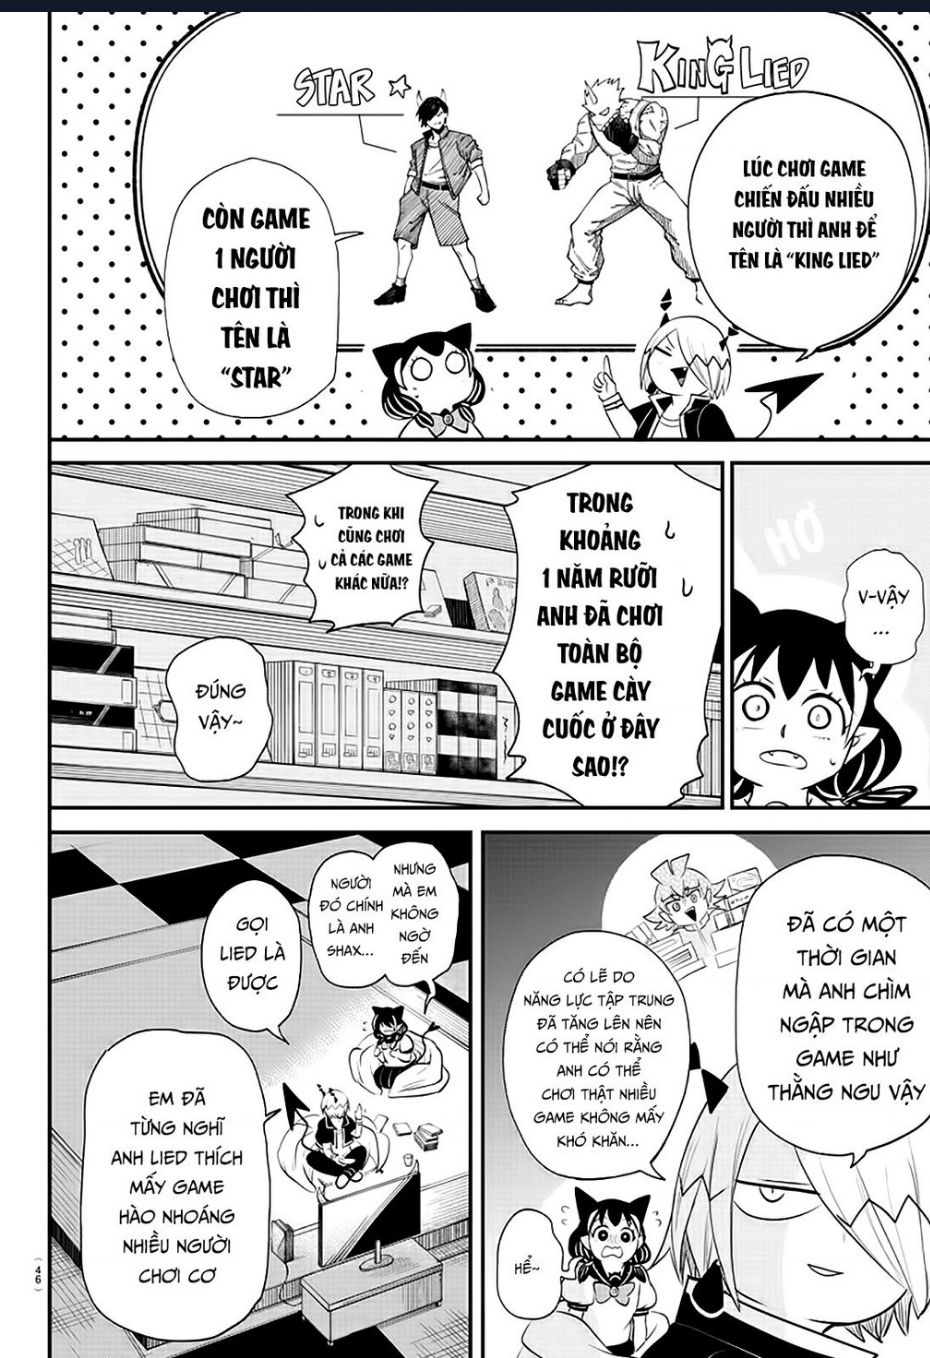 KING LIED
STAR
LÚC CHƠI GAME
CHIẾN ĐẤU NHIỀU
NGƯỜI THÌ ANH ĐỂ
TÊN LÀ “KING LIED”
CÒN GAME
1 NGƯỜI
CHƠI THÌ
TÊN LÀ
“STAR”
TRONG KHI
CŨNG CHƠI
CẢ CÁC GAME
KHÁC NỮA!?
TRONG
KHOẢNG
1 NĂM RƯỠI
ANH ĐÃ CHƠI
TOÀN BỘ
GAME CÀY
CUỐC Ở ĐÂY
SAO!?
ĐÚNG
VẬY~
HƠ
V-VẬY
...
NHƯNG
MÀ EM
KHÔNG
NGỜ
ĐẾN
NGƯỜI
ĐÓ CHÍNH
LÀ ANH
SHAX...
GỌI
LIED LÀ
ĐƯỢC
EM ĐÃ
TỪNG NGHĨ
ANH LIED THÍCH
MẤY GAME
HÀO NHOÁNG
NHIỀU NGƯỜI
CHƠI CƠ
ĐÃ CÓ MỘT
THỜI GIAN
MÀ ANH CHÌM
NGẬP TRONG
GAME NHƯ
THẰNG NGU VẬY
CÓ LẼ DO
NĂNG LỰC TẬP TRUNG
ĐÃ TĂNG LÊN NÊN
CÓ THỂ NÓI RẰNG
ANH CÓ THỂ
CHƠI THẬT NHIỀU
GAME KHÔNG MẤY
KHÓ KHĂN...
HỂ~
(46)